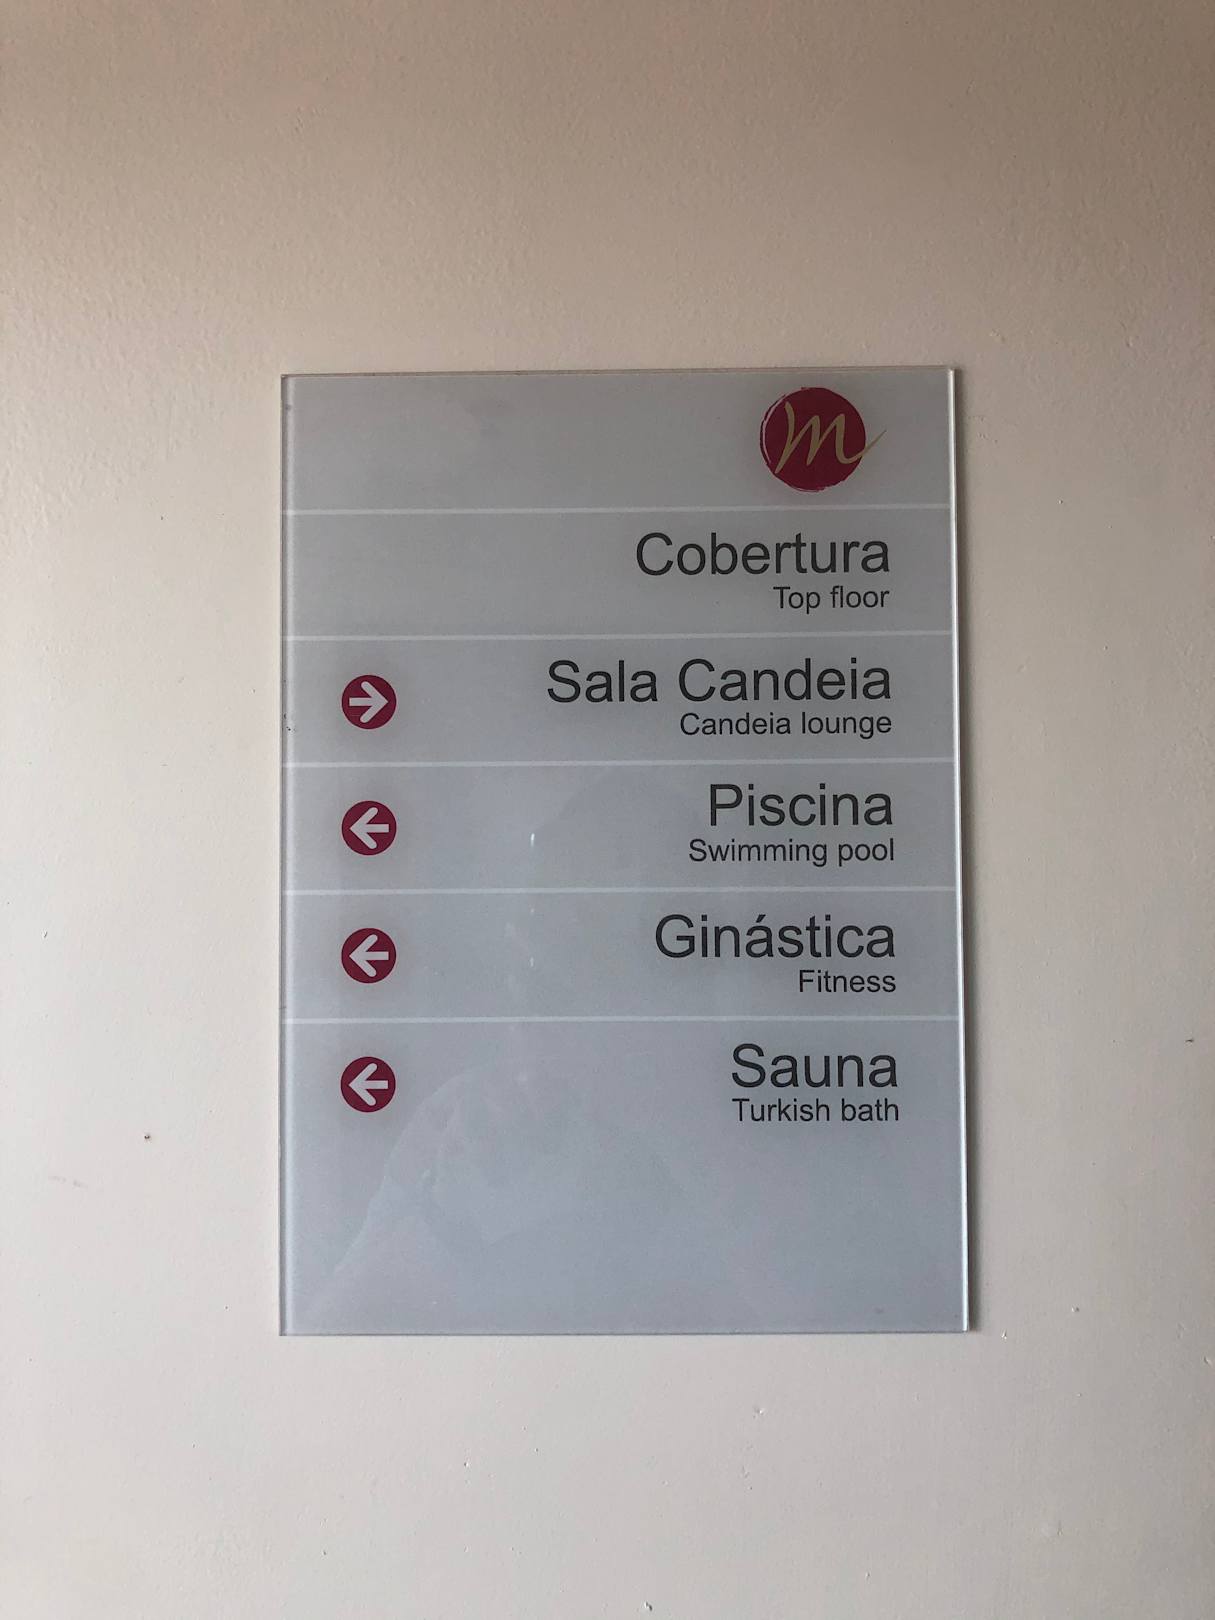 m
Cobertura
Top floor
Sala Candeia
Candeia lounge
Piscina
Swimming pool
Ginástica
Fitness
Sauna
Turkish bath